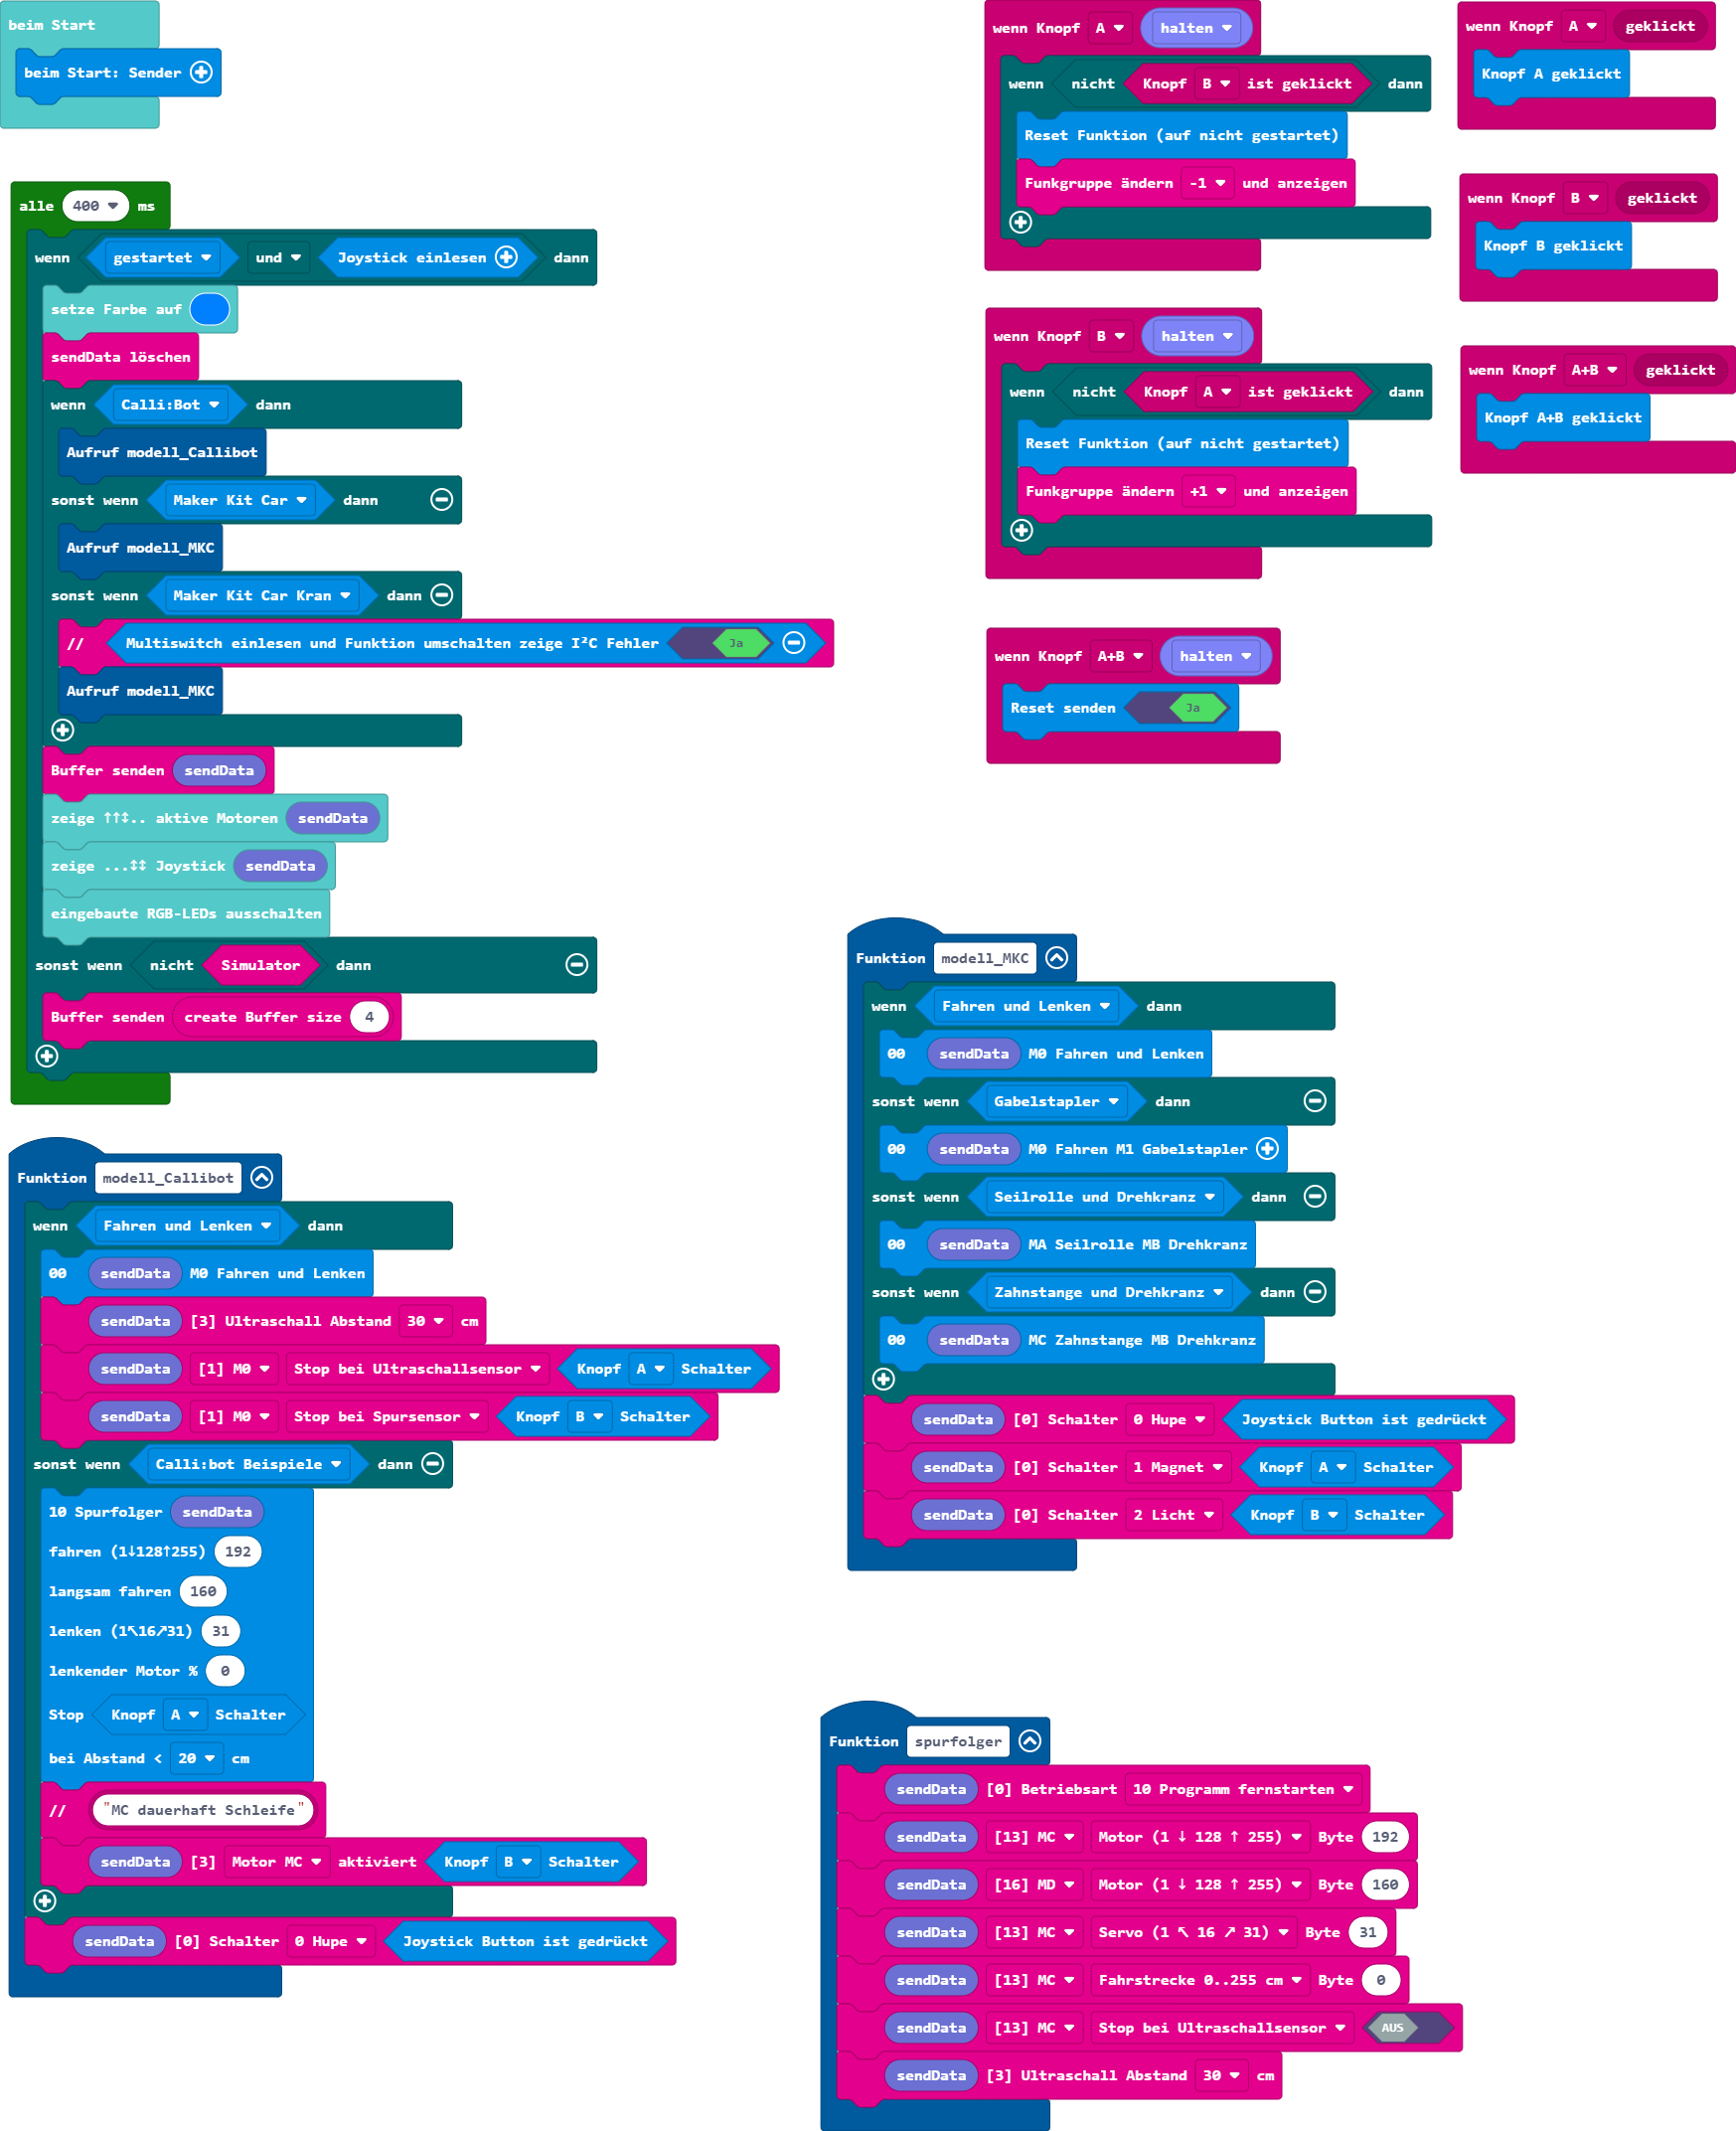 beim Start
beim Start: Sender
alle 400 ms
wenn gestartet und Joystick einlesen dann
setze Farbe auf
sendData löschen
wenn Calli:Bot dann
Aufruf modell_Callibot
sonst wenn Maker Kit Car dann
Aufruf modell_MKC
sonst wenn Maker Kit Car Kran dann
// Multiswitch einlesen und Funktion umschalten zeige I²C Fehler Ja
Aufruf modell_MKC
Buffer senden sendData
zeige ↑↑↕.. aktive Motoren sendData
zeige ...↕↕ Joystick sendData
eingebaute RGB-LEDs ausschalten
sonst wenn nicht Simulator dann
Buffer senden create Buffer size 4
Funktion modell_Callibot
wenn Fahren und Lenken dann
00 sendData M0 Fahren und Lenken
sendData [3] Ultraschall Abstand 30 cm
sendData [1] M0 Stop bei Ultraschallsensor Knopf A Schalter
sendData [1] M0 Stop bei Spursensor Knopf B Schalter
sonst wenn Calli:bot Beispiele dann
10 Spurfolger sendData
fahren (1↓128↑255) 192
langsam fahren 160
lenken (1↖16↗31) 31
lenkender Motor % 0
Stop Knopf A Schalter
bei Abstand < 20 cm
// "MC dauerhaft Schleife"
sendData [3] Motor MC aktiviert Knopf B Schalter
sendData [0] Schalter 0 Hupe Joystick Button ist gedrückt
wenn Knopf A halten
wenn nicht Knopf B ist geklickt dann
Reset Funktion (auf nicht gestartet)
Funkgruppe ändern -1 und anzeigen
wenn Knopf B halten
wenn nicht Knopf A ist geklickt dann
Reset Funktion (auf nicht gestartet)
Funkgruppe ändern +1 und anzeigen
wenn Knopf A+B halten
Reset senden Ja
wenn Knopf A geklickt
Knopf A geklickt
wenn Knopf B geklickt
Knopf B geklickt
wenn Knopf A+B geklickt
Knopf A+B geklickt
Funktion modell_MKC
wenn Fahren und Lenken dann
00 sendData M0 Fahren und Lenken
sonst wenn Gabelstapler dann
00 sendData M0 Fahren M1 Gabelstapler
sonst wenn Seilrolle und Drehkranz dann
00 sendData MA Seilrolle MB Drehkranz
sonst wenn Zahnstange und Drehkranz dann
00 sendData MC Zahnstange MB Drehkranz
sendData [0] Schalter 0 Hupe Joystick Button ist gedrückt
sendData [0] Schalter 1 Magnet Knopf A Schalter
sendData [0] Schalter 2 Licht Knopf B Schalter
Funktion spurfolger
sendData [0] Betriebsart 10 Programm fernstarten
sendData [13] MC Motor (1 ↓ 128 ↑ 255) Byte 192
sendData [16] MD Motor (1 ↓ 128 ↑ 255) Byte 160
sendData [13] MC Servo (1 ↖ 16 ↗ 31) Byte 31
sendData [13] MC Fahrstrecke 0..255 cm Byte 0
sendData [13] MC Stop bei Ultraschallsensor AUS
sendData [3] Ultraschall Abstand 30 cm